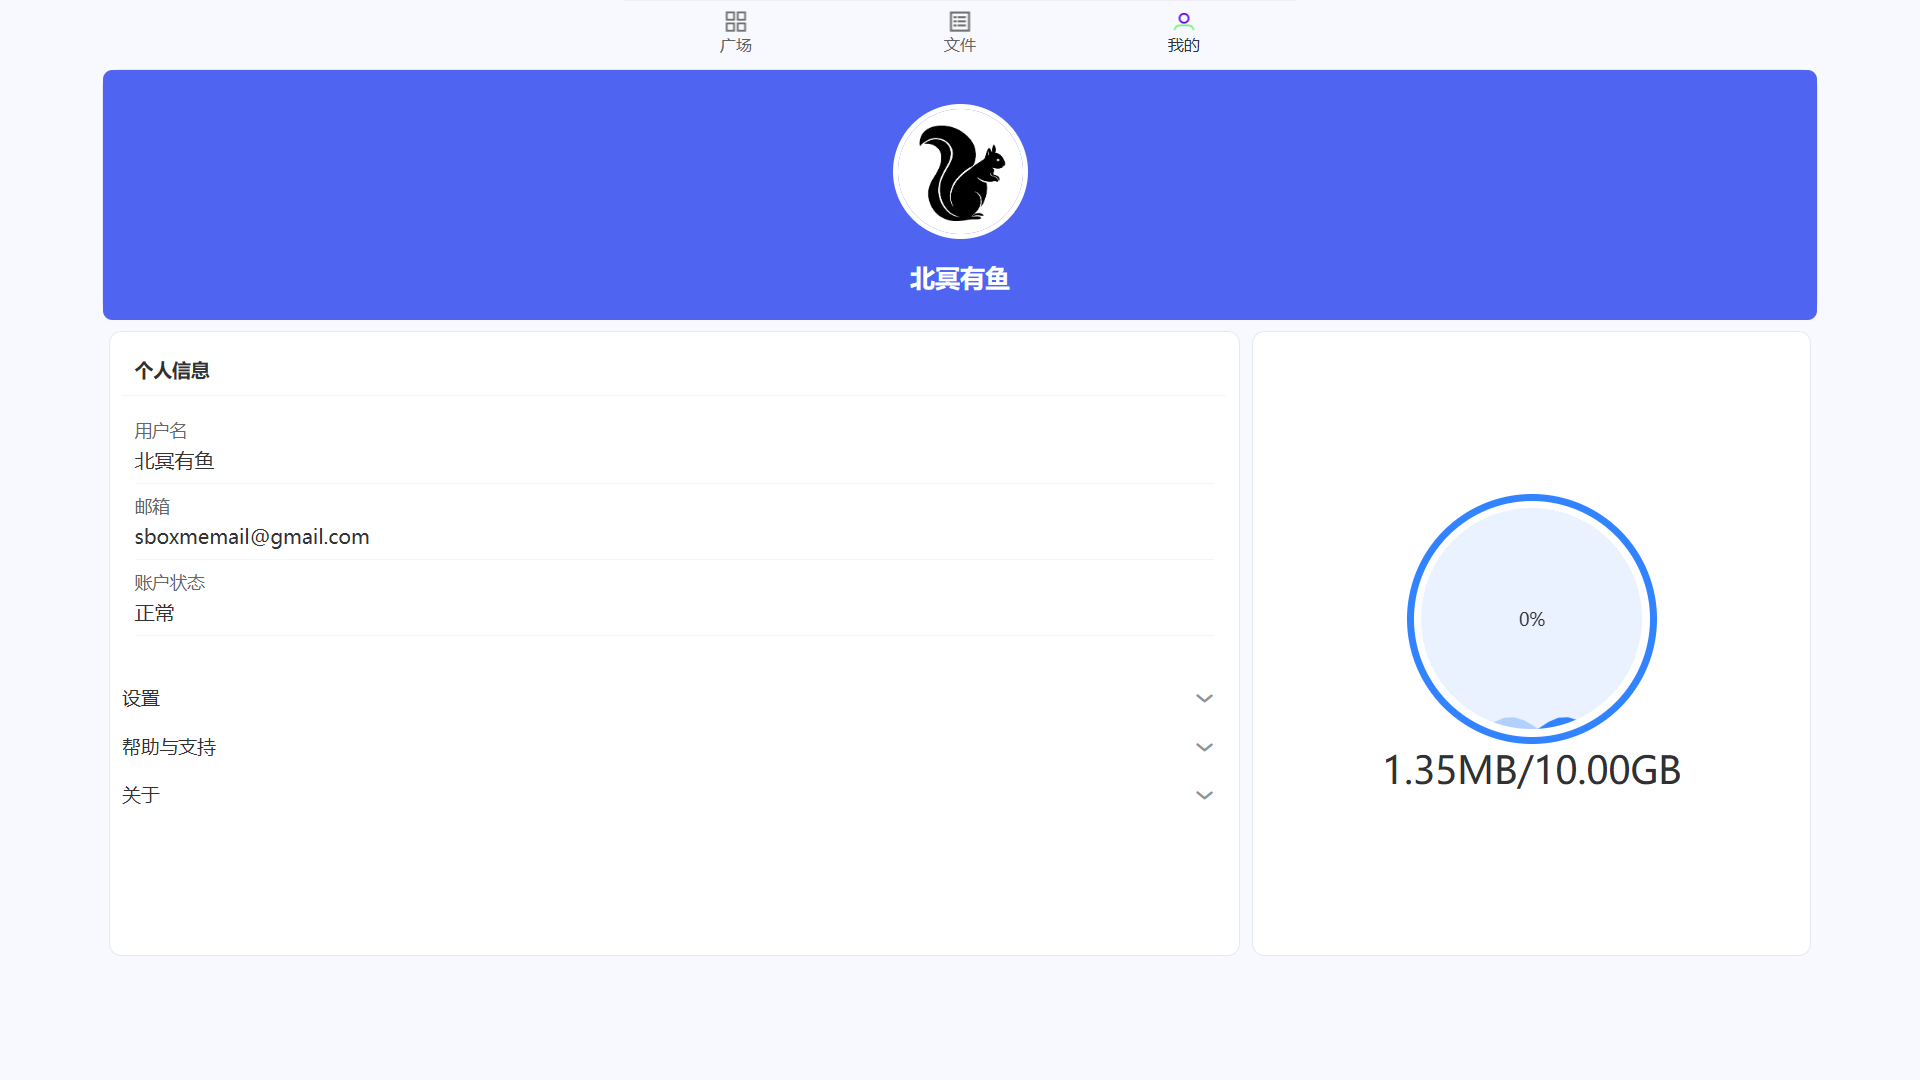 广场
文件
我的
北冥有鱼
个人信息
用户名
北冥有鱼
邮箱
sboxmemail@gmail.com
账户状态
正常
设置
帮助与支持
关于
0%
1.35MB/10.00GB